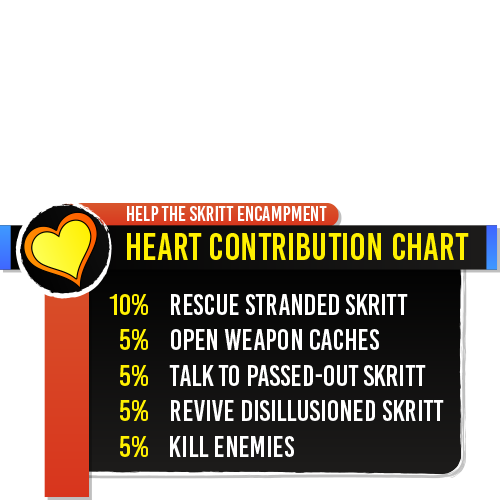 HELP THE SKRITT ENCAMPMENT
HEART CONTRIBUTION CHART
10% RESCUE STRANDED SKRITT
5% OPEN WEAPON CACHES
5% TALK TO PASSED-OUT SKRITT
5% REVIVE DISILLUSIONED SKRITT
5% KILL ENEMIES